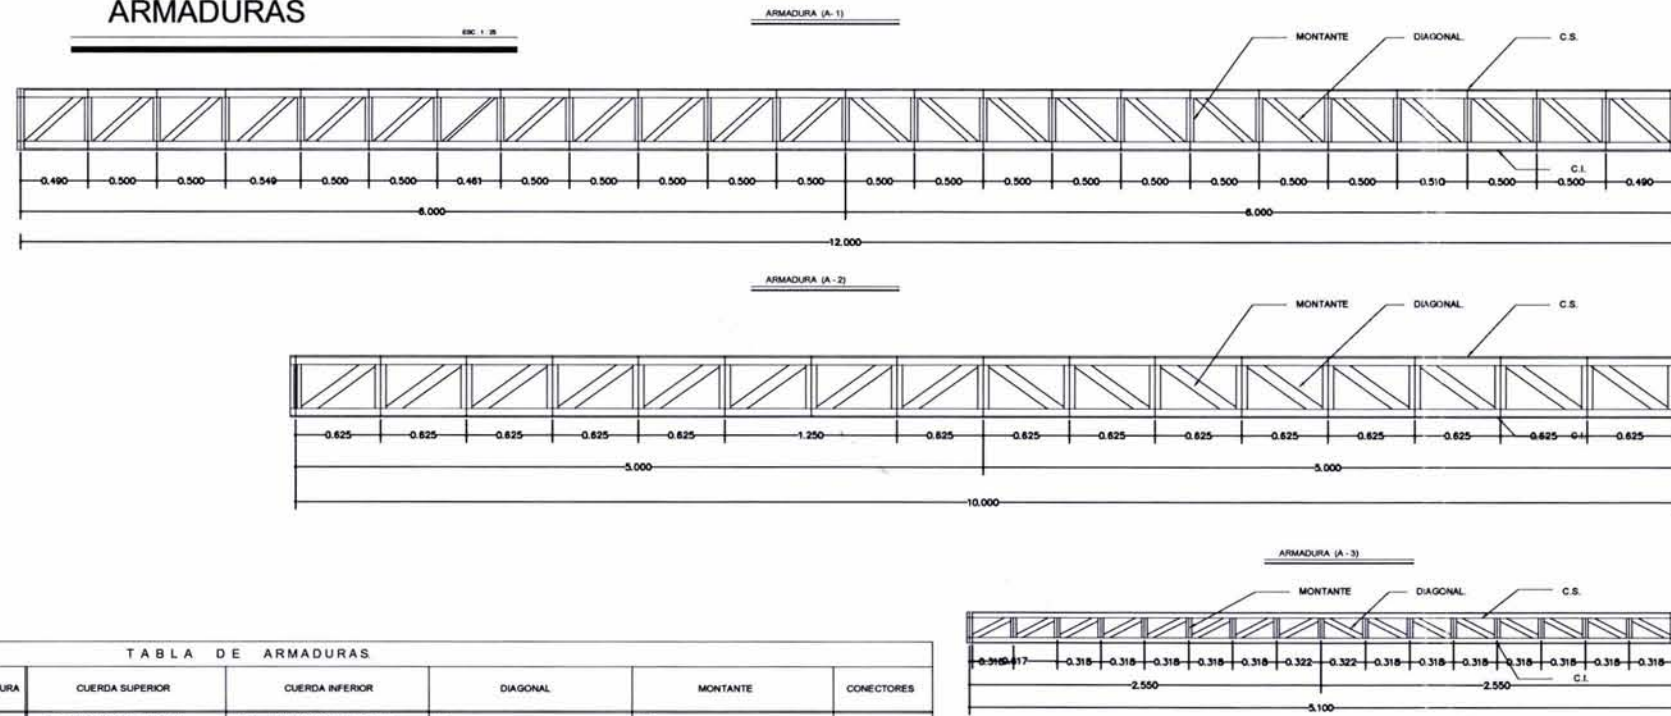 ARMADURAS
ESC. 1 : 25
ARMADURA (A- 1)
MONTANTE DIAGONAL. C.S.
0.490 0.500 0.500 0.549 0.500 0.500 0.461 0.500 0.500 0.500 0.500 0.500 0.500 0.500 0.500 0.500 0.500 0.500 0.500 0.500 0.510 0.500 0.500 0.490
C.I.
6.000 6.000
12.000
ARMADURA (A - 2)
MONTANTE DIAGONAL. C.S.
0.625 0.625 0.625 0.625 0.625 1.250 0.625 0.625 0.625 0.625 0.625 0.625 0.625 0.625 C.I. 0.625
5.000 5.000
10.000
ARMADURA (A - 3)
MONTANTE DIAGONAL. C.S.
0.318 0.318 0.318 0.318 0.318 0.322 0.322 0.318 0.318 0.318 0.318 0.318 0.318 0.318
C.I.
2.550 2.550
5.100
TABLA DE ARMADURAS.
URA CUERDA SUPERIOR CUERDA INFERIOR DIAGONAL MONTANTE CONECTORES